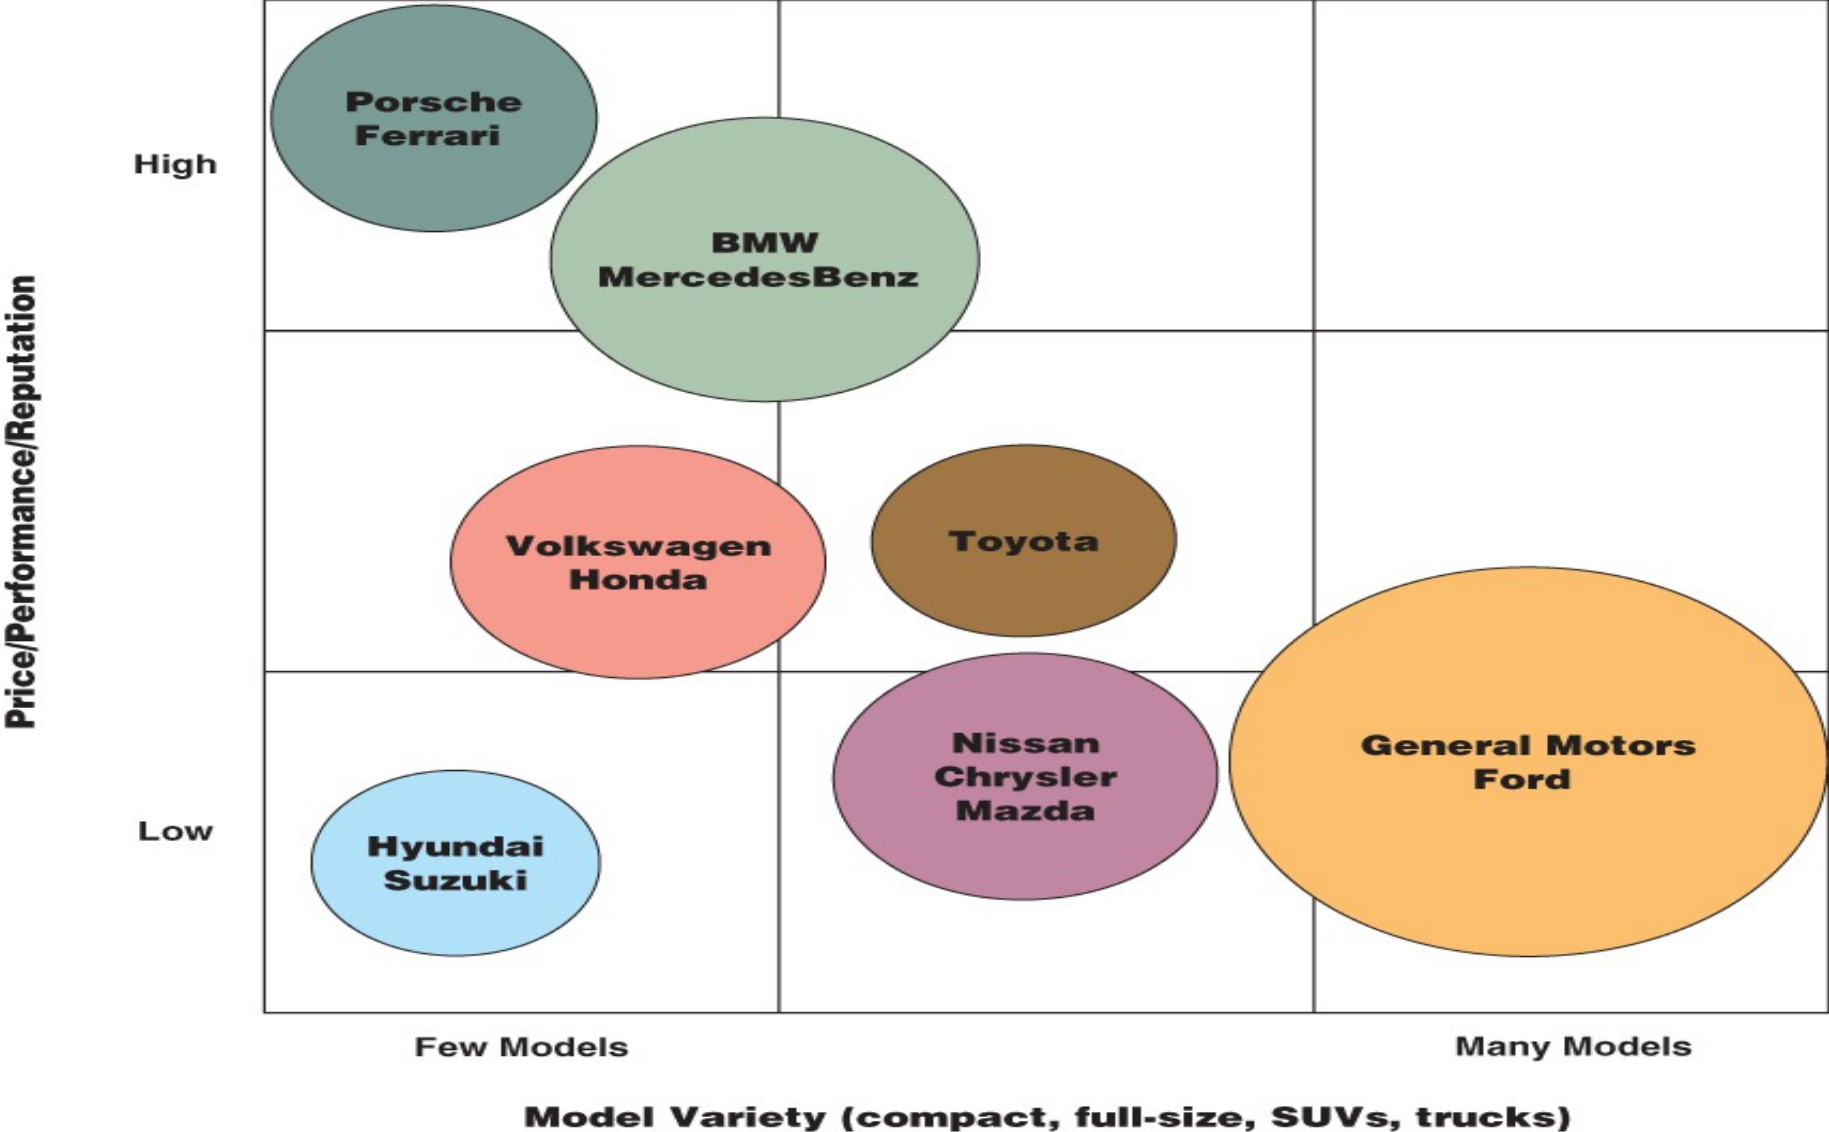 Porsche
Ferrari
High
BMW
MercedesBenz
Price/Performance/Reputation
Volkswagen
Honda
Toyota
Nissan
Chrysler
Mazda
General Motors
Ford
Low
Hyundai
Suzuki
Few Models
Many Models
Model Variety (compact, full-size, SUVs, trucks)